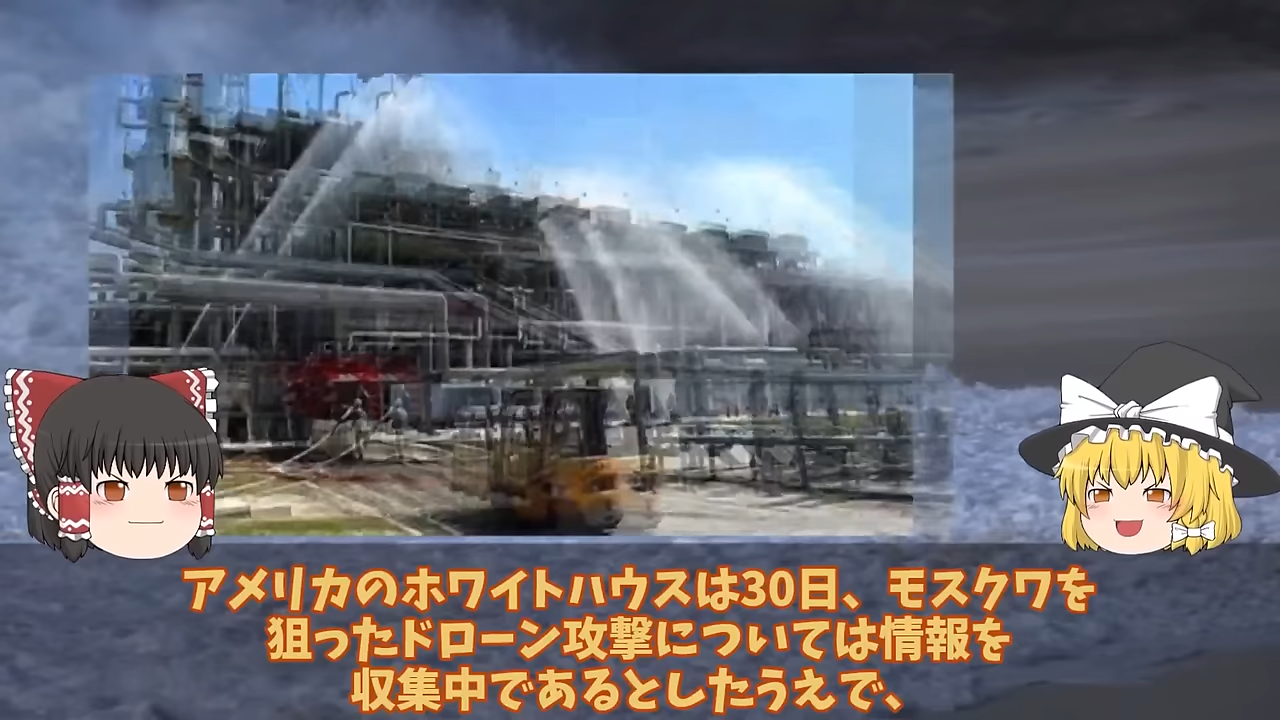 アメリカのホワイトハウスは30日、モスクワを
狙ったドローン攻撃については情報を
収集中であるとしたうえで、